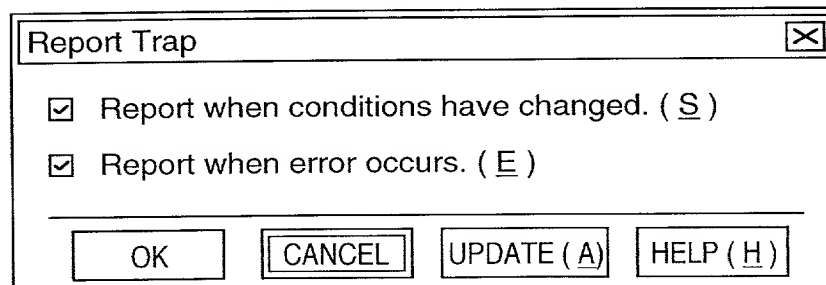 Report Trap
Report when conditions have changed. ( S )
Report when error occurs. ( E )
OK CANCEL UPDATE ( A) HELP ( H )